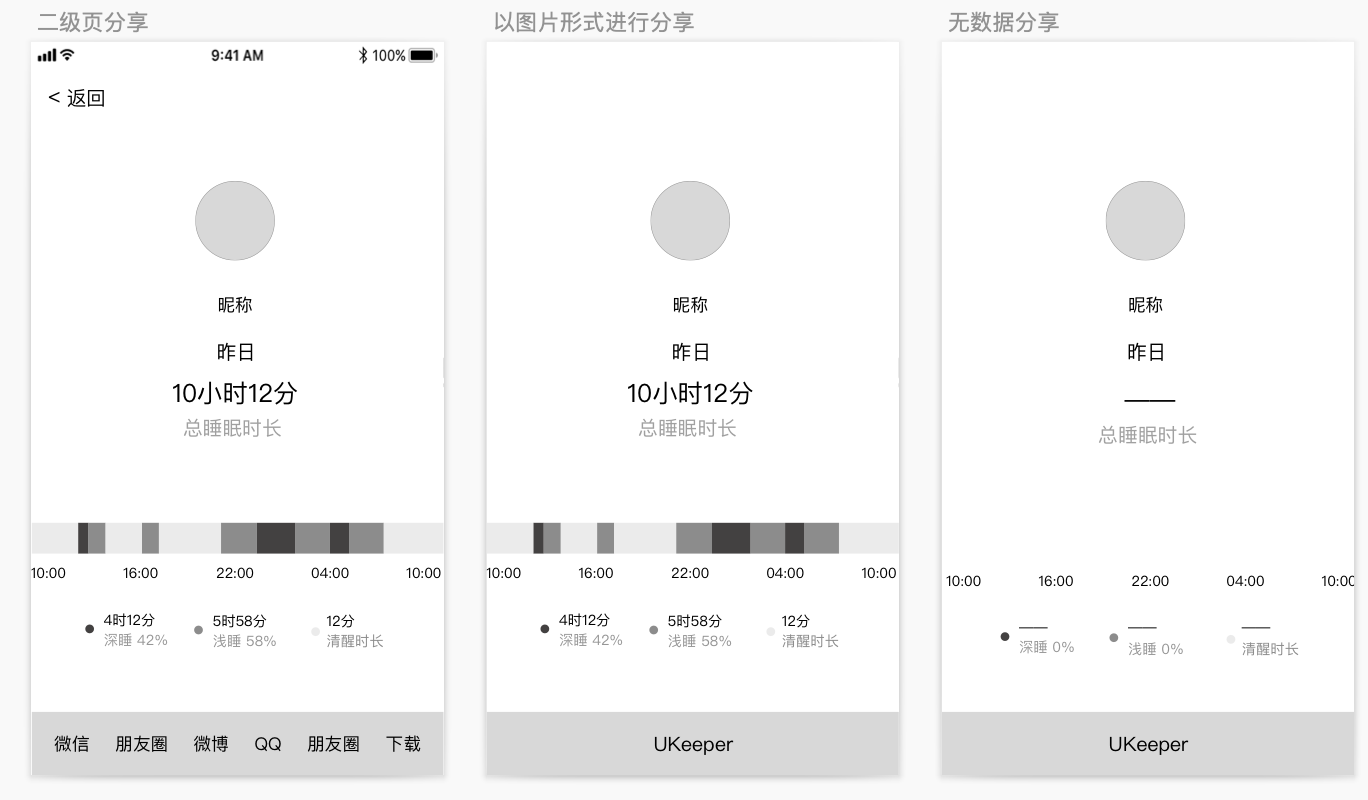 二级页分享
9:41 AM
100%
< 返回
昵称
昨日
10小时12分
总睡眠时长
10:00 16:00 22:00 04:00 10:00
4时12分 5时58分 12分
深睡 42% 浅睡 58% 清醒时长
微信 朋友圈 微博 QQ 朋友圈 下载
以图片形式进行分享
昵称
昨日
10小时12分
总睡眠时长
10:00 16:00 22:00 04:00 10:00
4时12分 5时58分 12分
深睡 42% 浅睡 58% 清醒时长
UKeeper
无数据分享
昵称
昨日
——
总睡眠时长
10:00 16:00 22:00 04:00 10:00
—— —— ——
深睡 0% 浅睡 0% 清醒时长
UKeeper